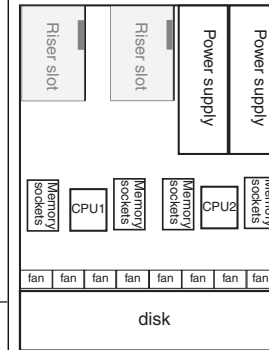 Riser slot
Riser slot
Power supply
Power supply
Memory
sockets
CPU1
Memory
sockets
Memory
sockets
CPU2
Memory
sockets
fan fan fan fan fan fan fan fan
disk